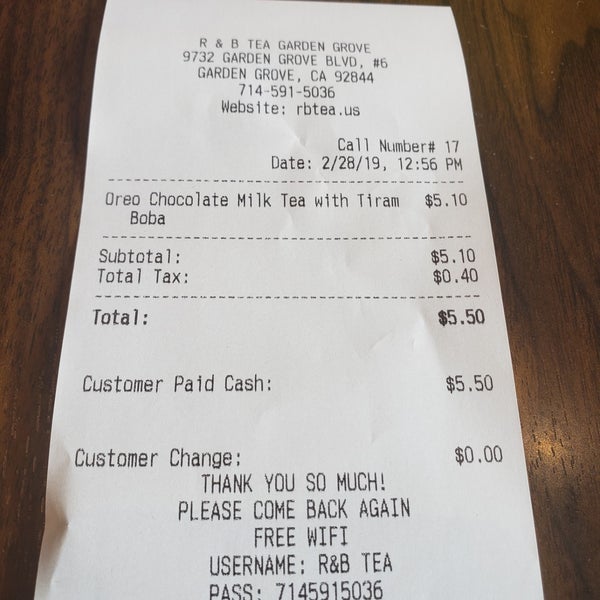 R & B TEA GARDEN GROVE
9732 GARDEN GROVE BLVD, #6
GARDEN GROVE, CA 92844
714-591-5036
Website: rbtea.us
Call Number# 17
Date: 2/28/19, 12:56 PM
Oreo Chocolate Milk Tea with Tiram $5.10
Boba
Subtotal: $5.10
Total Tax: $0.40
Total: $5.50
Customer Paid Cash: $5.50
Customer Change: $0.00
THANK YOU SO MUCH!
PLEASE COME BACK AGAIN
FREE WIFI
USERNAME: R&B TEA
PASS: 7145915036